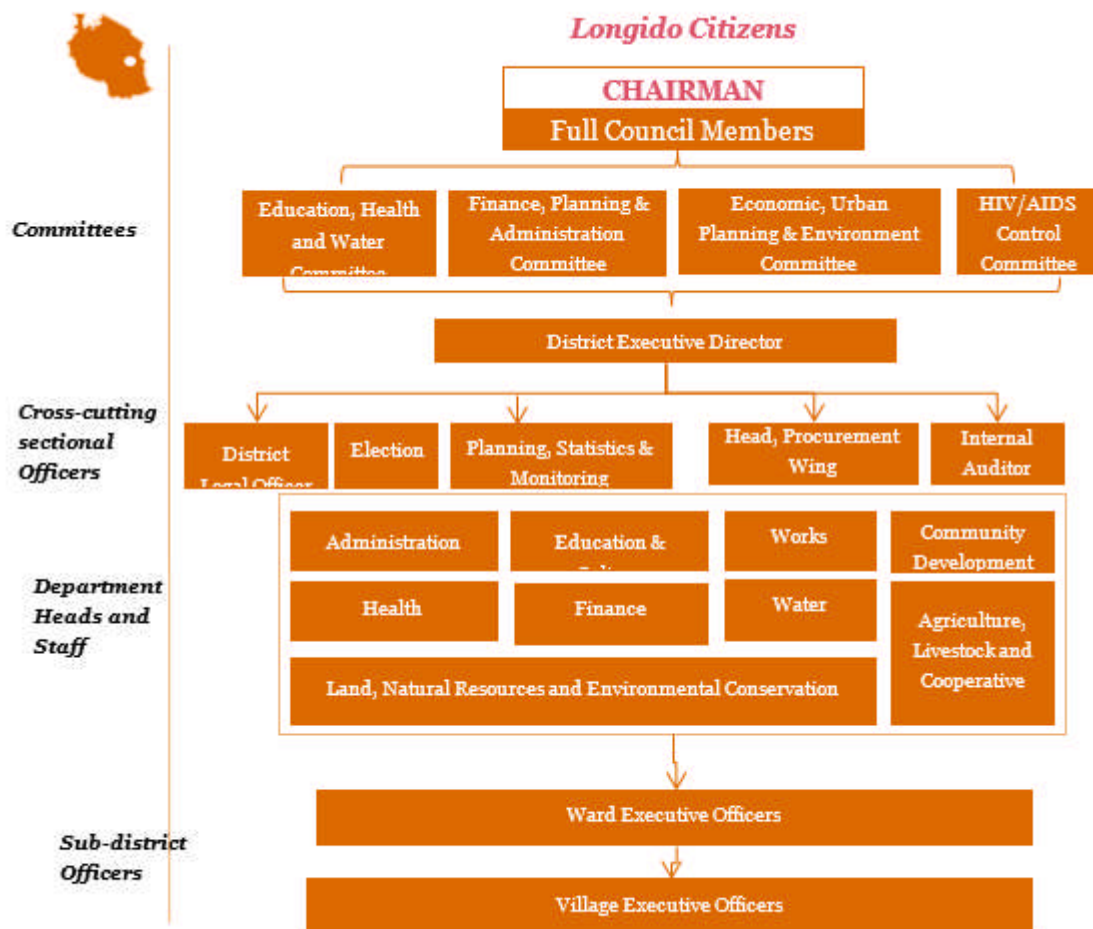 Longido Citizens
CHAIRMAN
Full Council Members
Committees
Education, Health
and Water
Committee
Finance, Planning &
Administration
Committee
Economic, Urban
Planning & Environment
Committee
HIV/AIDS
Control
Committee
District Executive Director
Cross-cutting
sectional
Officers
District
Legal Officer
Election
Planning, Statistics &
Monitoring
Head, Procurement
Wing
Internal
Auditor
Department
Heads and
Staff
Administration
Education &
Works
Community
Development
Health
Finance
Water
Agriculture,
Livestock and
Cooperative
Land, Natural Resources and Environmental Conservation
Sub-district
Officers
Ward Executive Officers
Village Executive Officers